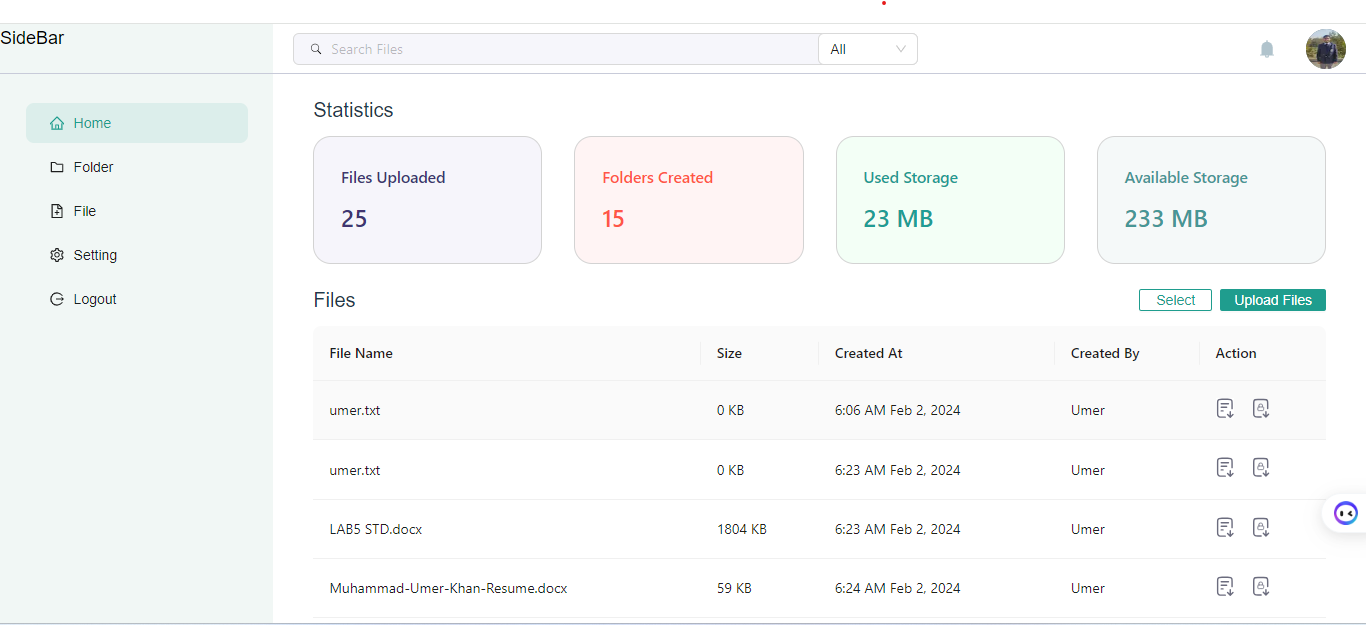 SideBar
Search Files All
Home
Folder
File
Setting
Logout
Statistics
Files Uploaded
25
Folders Created
15
Used Storage
23 MB
Available Storage
233 MB
Files
Select Upload Files
File Name Size Created At Created By Action
umer.txt 0 KB 6:06 AM Feb 2, 2024 Umer
umer.txt 0 KB 6:23 AM Feb 2, 2024 Umer
LAB5 STD.docx 1804 KB 6:23 AM Feb 2, 2024 Umer
Muhammad-Umer-Khan-Resume.docx 59 KB 6:24 AM Feb 2, 2024 Umer